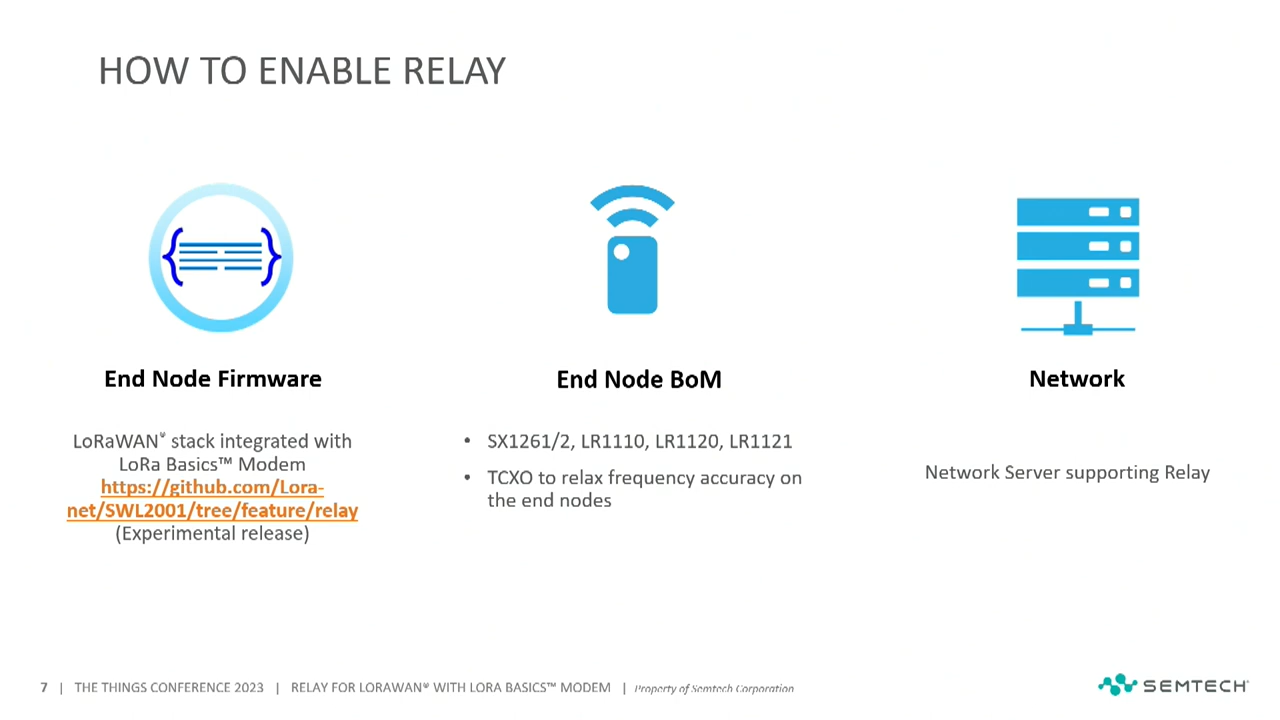 HOW TO ENABLE RELAY
End Node Firmware
LoRaWAN® stack integrated with
LoRa Basics™ Modem
https://github.com/Lora-
net/SWL2001/tree/feature/relay
(Experimental release)
End Node BoM
• SX1261/2, LR1110, LR1120, LR1121
• TCXO to relax frequency accuracy on
the end nodes
Network
Network Server supporting Relay
7 | THE THINGS CONFERENCE 2023 | RELAY FOR LORAWAN® WITH LORA BASICS™ MODEM | Property of Semtech Corporation
SEMTECH